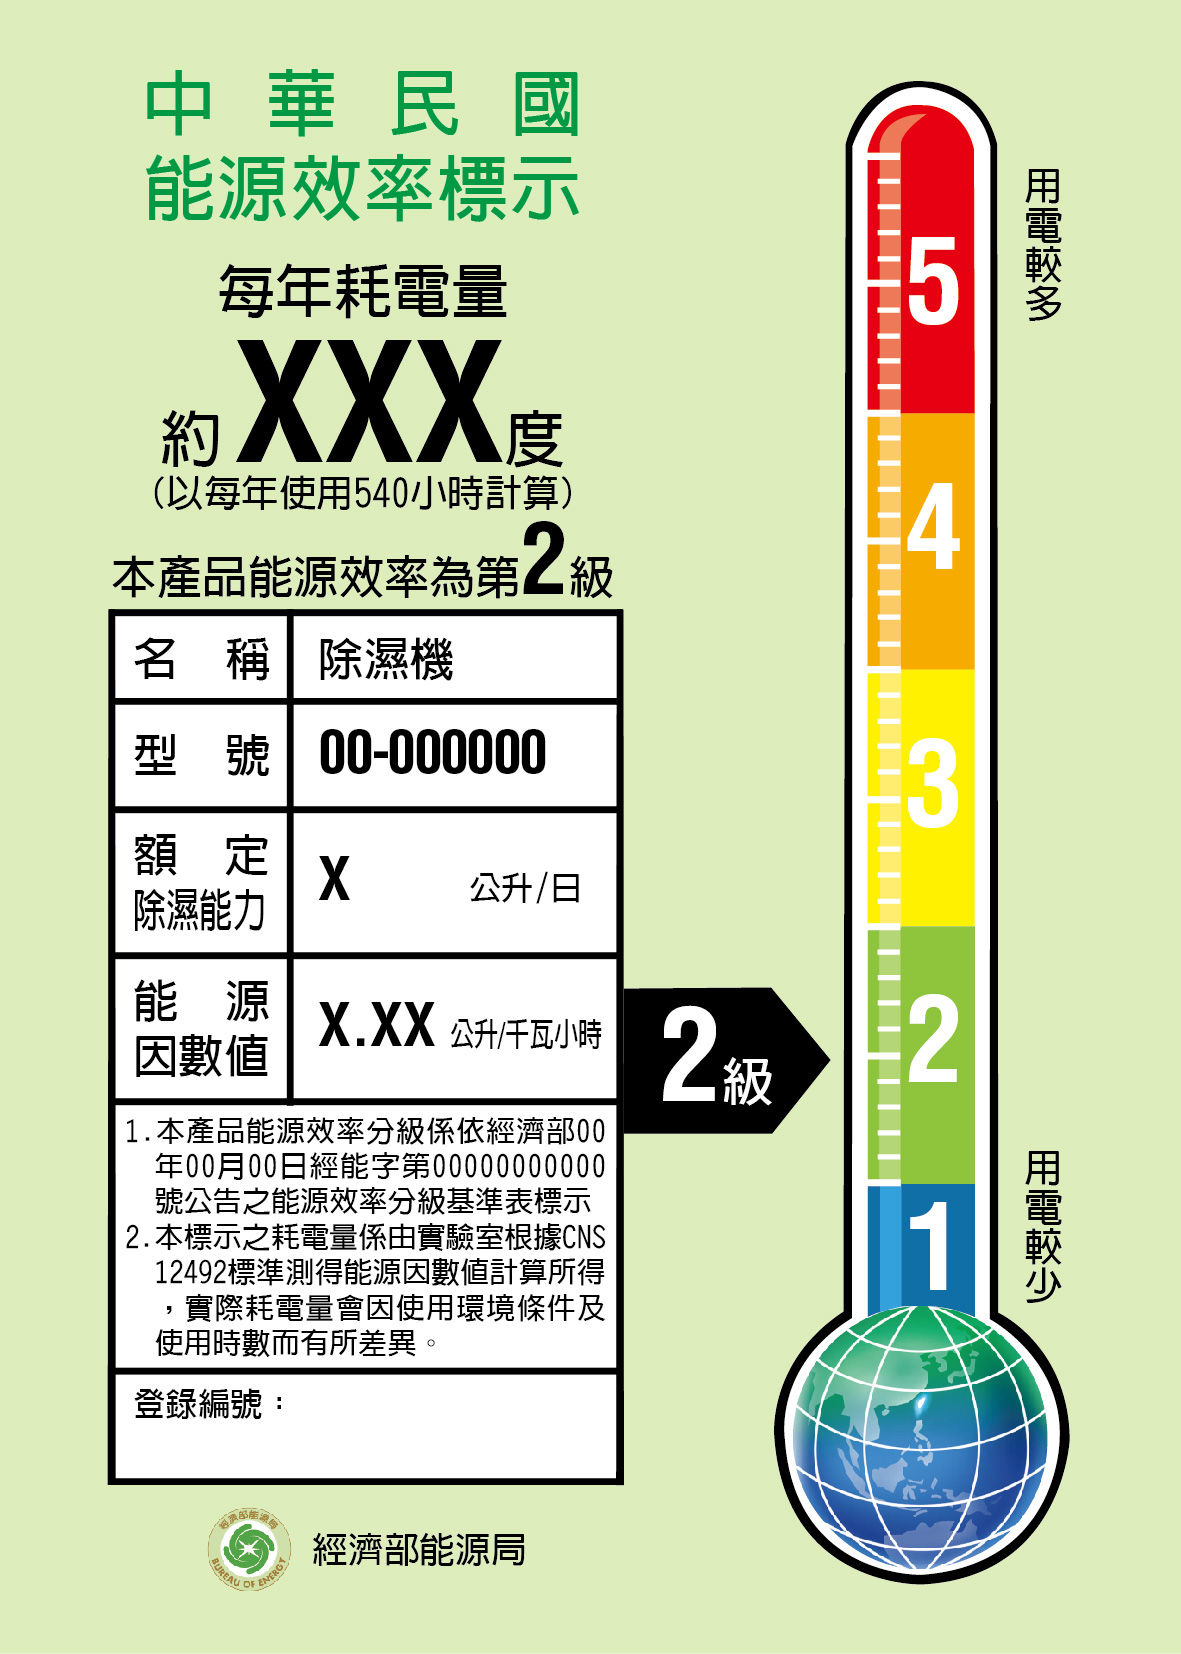 中華民國
能源效率標示
每年耗電量
約XXX度
(以每年使用540小時計算)
本產品能源效率為第2級
名稱 除濕機
型號 00-000000
額定
除濕能力
X 公升/日
能源
因數值
X.XX 公升/千瓦小時
2級
1.本產品能源效率分級係依經濟部00
年00月00日經能字第00000000000
號公告之能源效率分級基準表標示
2.本標示之耗電量係由實驗室根據CNS
12492標準測得能源因數值計算所得
，實際耗電量會因使用環境條件及
使用時數而有所差異。
登錄編號：
經濟部能源局
BUREAU OF ENERGY
經濟部能源局
用電較多
5
4
3
2
1
用電較少